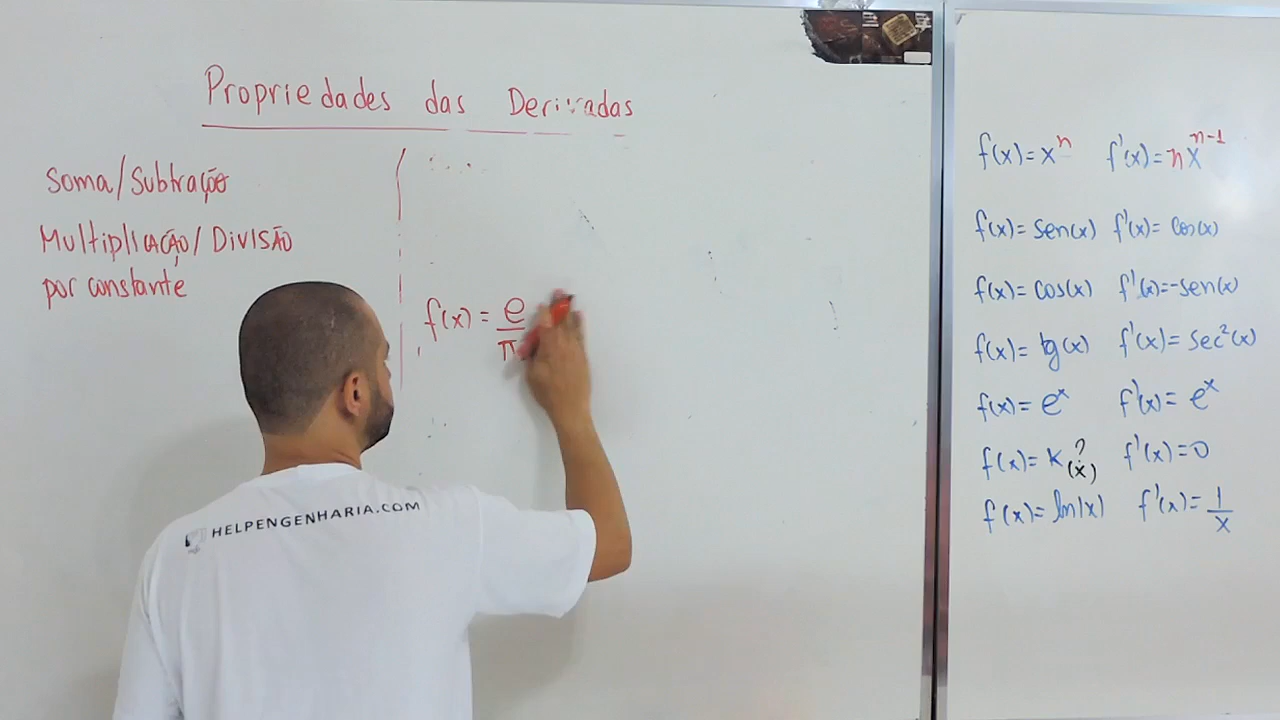 Propriedades das Derivadas
Soma/Subtração
Multiplicação/Divisão
por constante
f(x) = e/π
HELPENGENHARIA.COM
f(x)=xⁿ f'(x)=nxⁿ⁻¹
f(x)=sen(x) f'(x)=cos(x)
f(x)=cos(x) f'(x)=-sen(x)
f(x)=tg(x) f'(x)=sec²(x)
f(x)=eˣ f'(x)=eˣ
f(x)=K ? (x) f'(x)=0
f(x)=ln(x) f'(x)=1/x